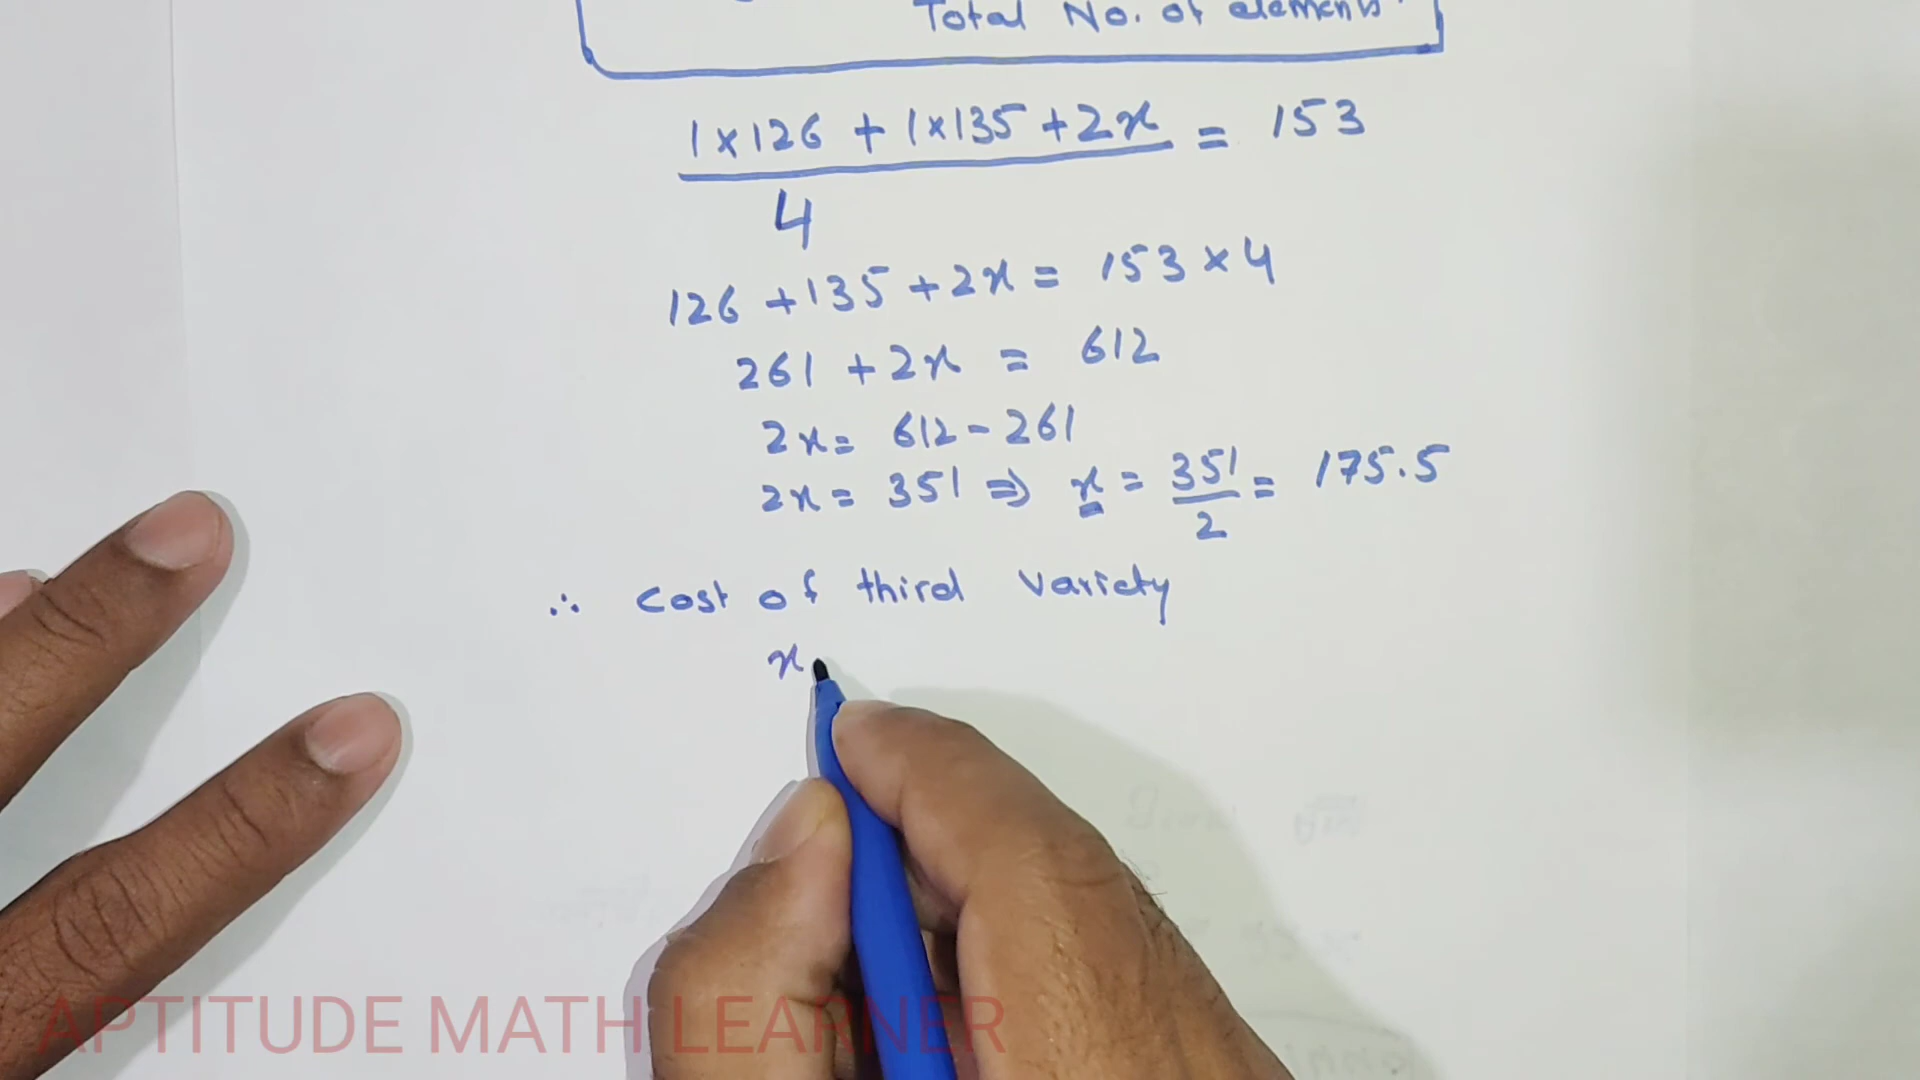 Total No. of elements
1×126 + 1×135 + 2x = 153
4
126 + 135 + 2x = 153 × 4
261 + 2x = 612
2x = 612 - 261
2x = 351 ⇒ x = 351/2 = 175.5
∴ cost of third variety
x
APTITUDE MATH LEARNER